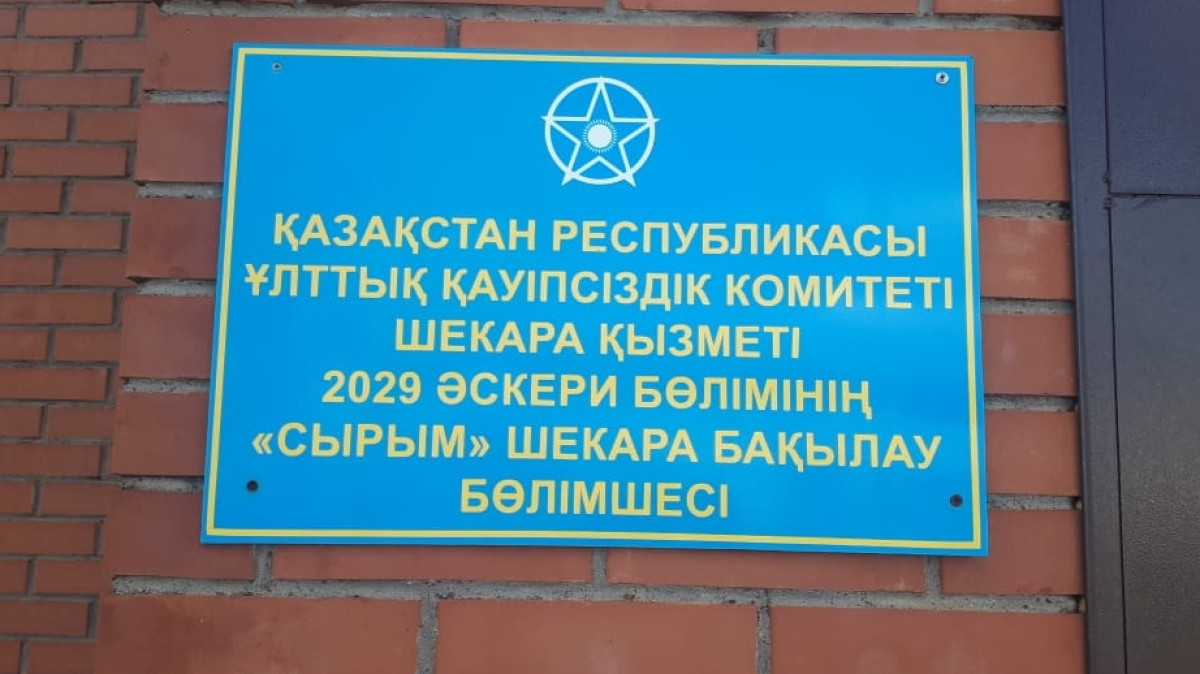 ҚАЗАҚСТАН РЕСПУБЛИКАСЫ
ҰЛТТЫҚ ҚАУІПСІЗДІК КОМИТЕТІ
ШЕКАРА ҚЫЗМЕТІ
2029 ӘСКЕРИ БӨЛІМІНІҢ
«СЫРЫМ» ШЕКАРА БАҚЫЛАУ
БӨЛІМШЕСІ